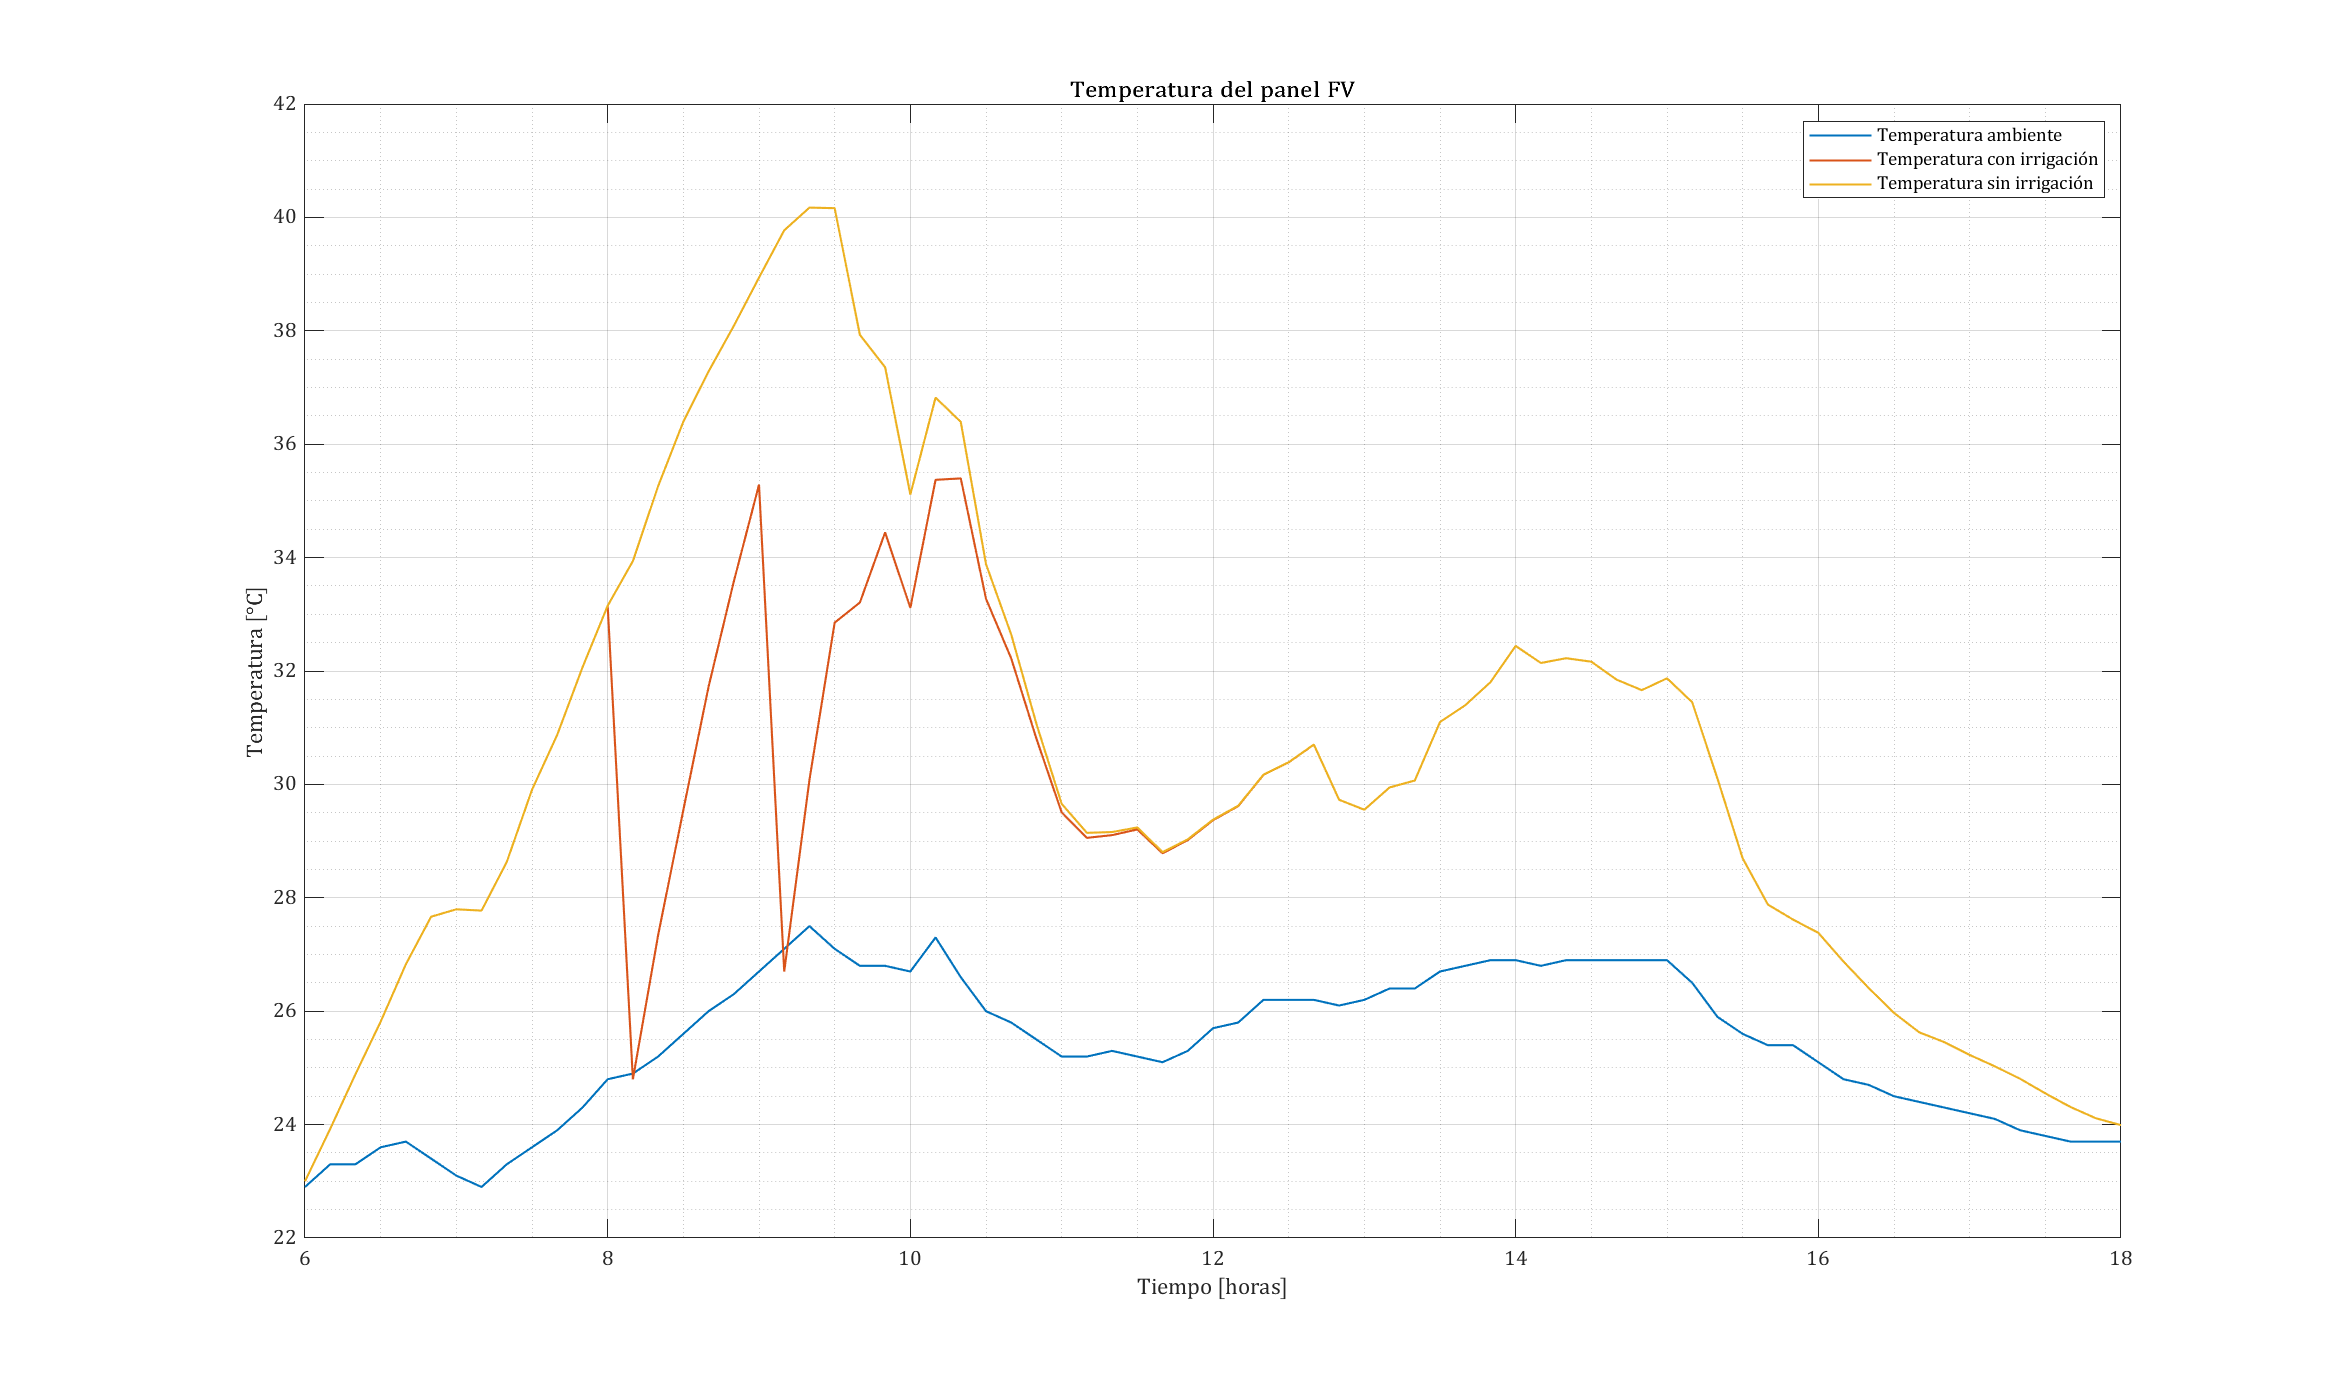 Temperatura del panel FV
42
40
38
36
34
32
30
28
26
24
22
Temperatura [°C]
Temperatura ambiente
Temperatura con irrigación
Temperatura sin irrigación
6 8 10 12 14 16 18
Tiempo [horas]